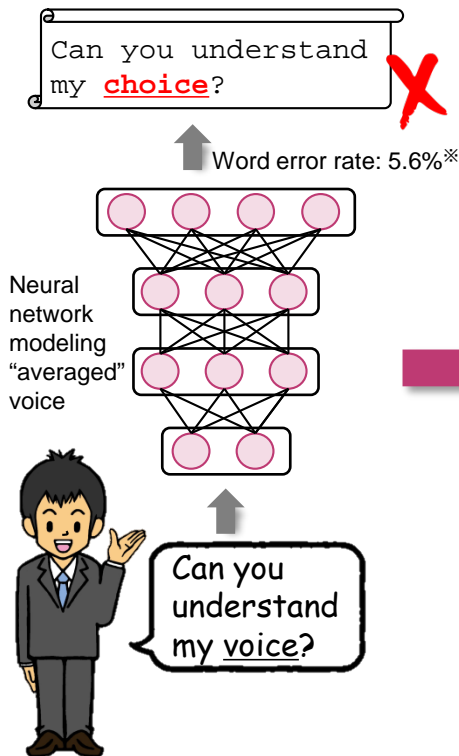 Can you understand
my choice?
Word error rate: 5.6%※
Neural
network
modeling
“averaged”
voice
Can you
understand
my voice?